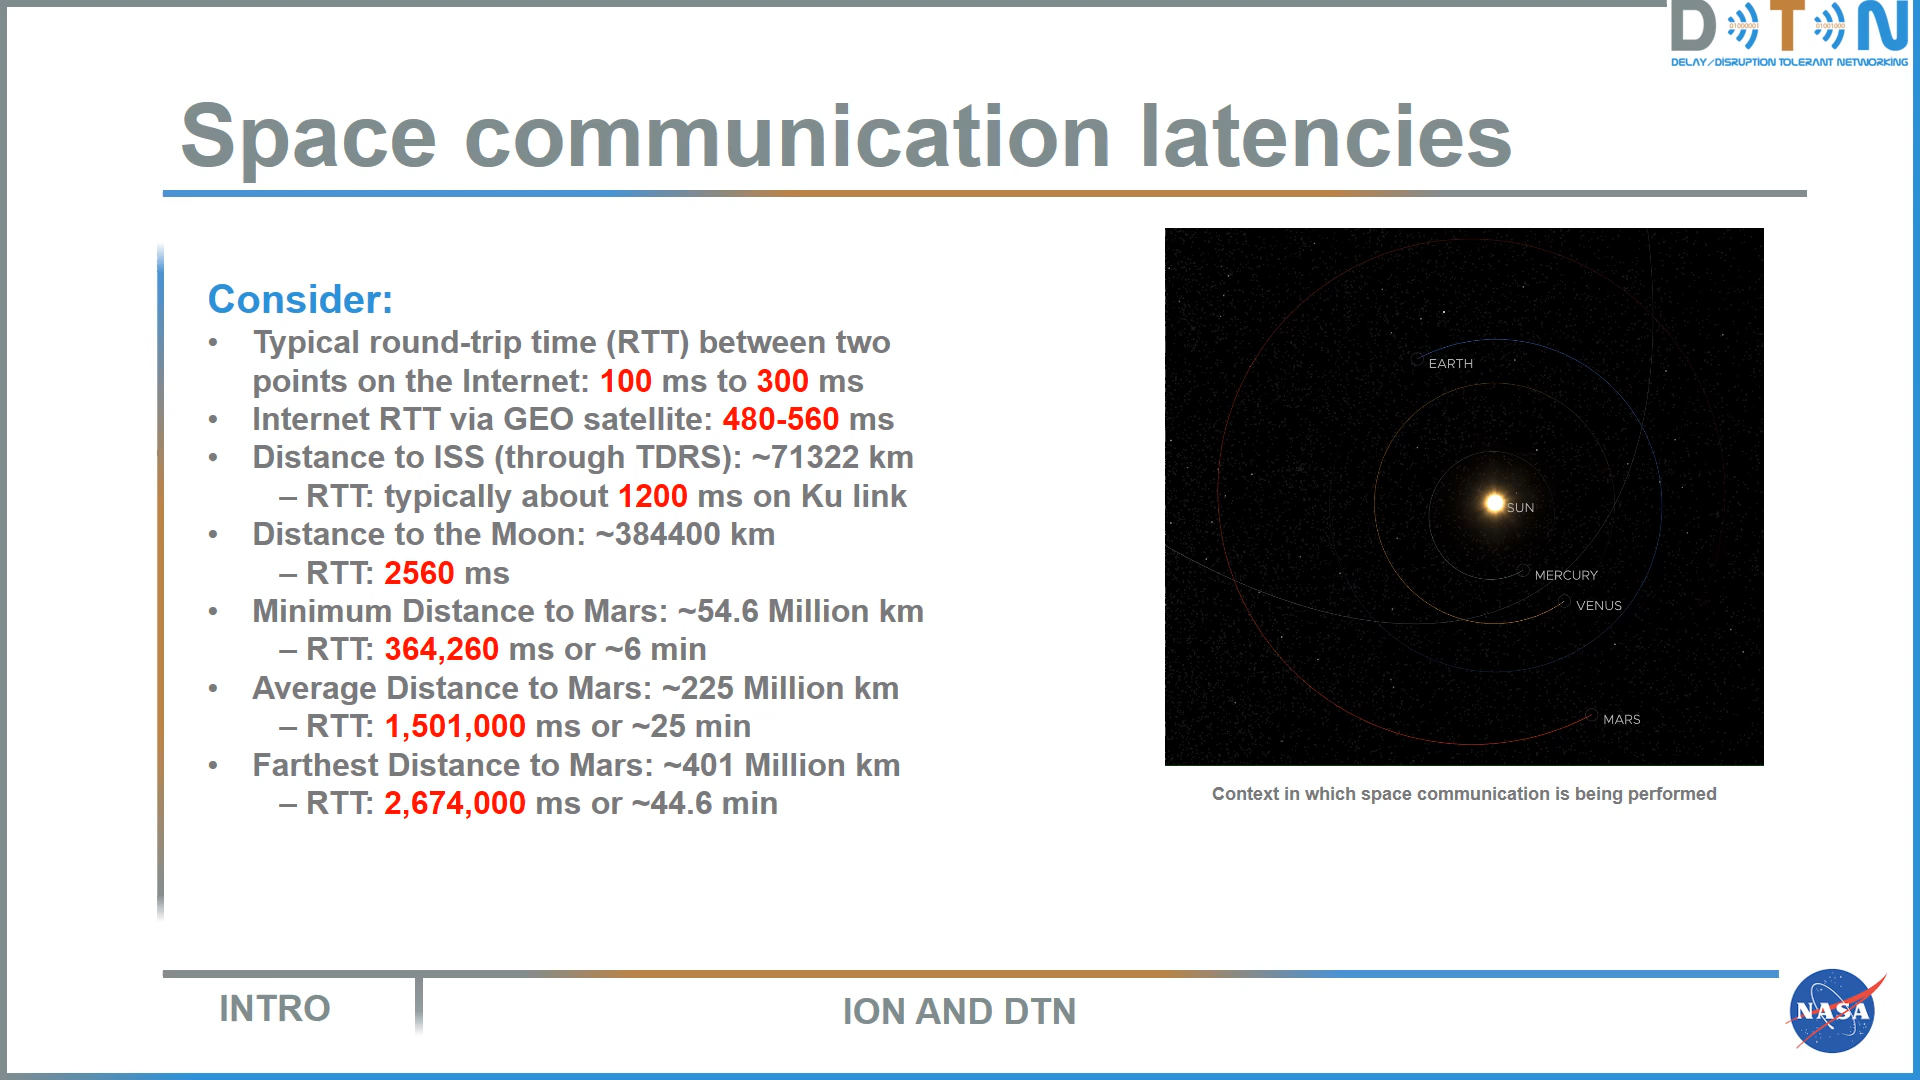 D T N
DELAY/DISRUPTION TOLERANT NETWORKING
Space communication latencies
Consider:
• Typical round-trip time (RTT) between two
points on the Internet: 100 ms to 300 ms
• Internet RTT via GEO satellite: 480-560 ms
• Distance to ISS (through TDRS): ~71322 km
– RTT: typically about 1200 ms on Ku link
• Distance to the Moon: ~384400 km
– RTT: 2560 ms
• Minimum Distance to Mars: ~54.6 Million km
– RTT: 364,260 ms or ~6 min
• Average Distance to Mars: ~225 Million km
– RTT: 1,501,000 ms or ~25 min
• Farthest Distance to Mars: ~401 Million km
– RTT: 2,674,000 ms or ~44.6 min
EARTH
SUN
MERCURY
VENUS
MARS
Context in which space communication is being performed
INTRO
ION AND DTN
NASA